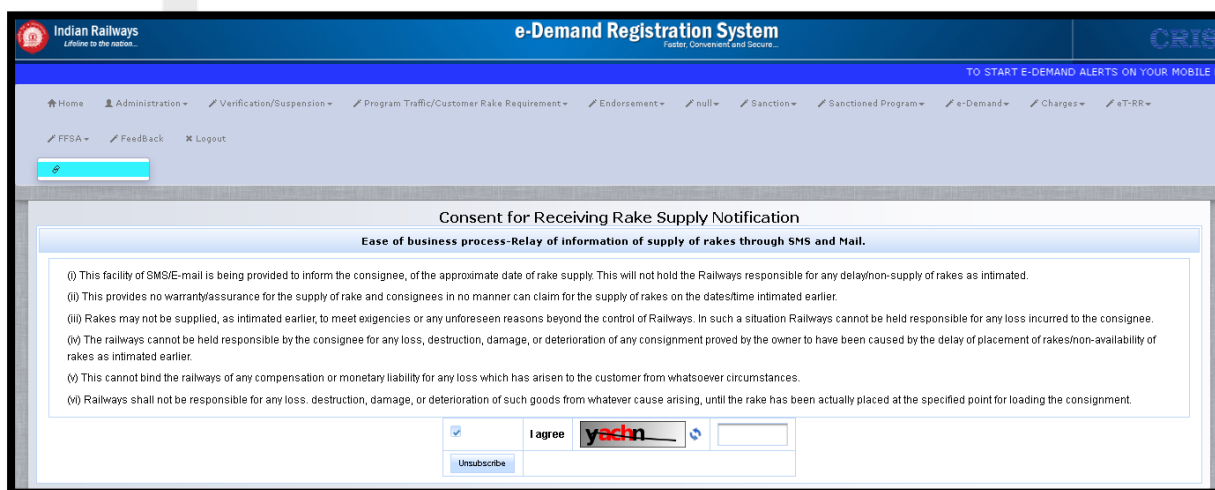 Indian Railways
Lifeline to the nation...
e-Demand Registration System
Faster, Convenient and Secure...
CRIS
TO START E-DEMAND ALERTS ON YOUR MOBILE
Home Administration Verification/Suspension Program Traffic/Customer Rake Requirement Endorsement null Sanction Sanctioned Program e-Demand Charges eT-RR
FFSA FeedBack Logout
Consent for Receiving Rake Supply Notification
Ease of business process-Relay of information of supply of rakes through SMS and Mail.
(i) This facility of SMS/E-mail is being provided to inform the consignee, of the approximate date of rake supply. This will not hold the Railways responsible for any delay/non-supply of rakes as intimated.
(ii) This provides no warranty/assurance for the supply of rake and consignees in no manner can claim for the supply of rakes on the dates/time intimated earlier.
(iii) Rakes may not be supplied, as intimated earlier, to meet exigencies or any unforeseen reasons beyond the control of Railways. In such a situation Railways cannot be held responsible for any loss incurred to the consignee.
(iv) The railways cannot be held responsible by the consignee for any loss, destruction, damage, or deterioration of any consignment proved by the owner to have been caused by the delay of placement of rakes/non-availability of
rakes as intimated earlier.
(v) This cannot bind the railways of any compensation or monetary liability for any loss which has arisen to the customer from whatsoever circumstances.
(vi) Railways shall not be responsible for any loss. destruction, damage, or deterioration of such goods from whatever cause arising, until the rake has been actually placed at the specified point for loading the consignment.
I agree yachn
Unsubscribe